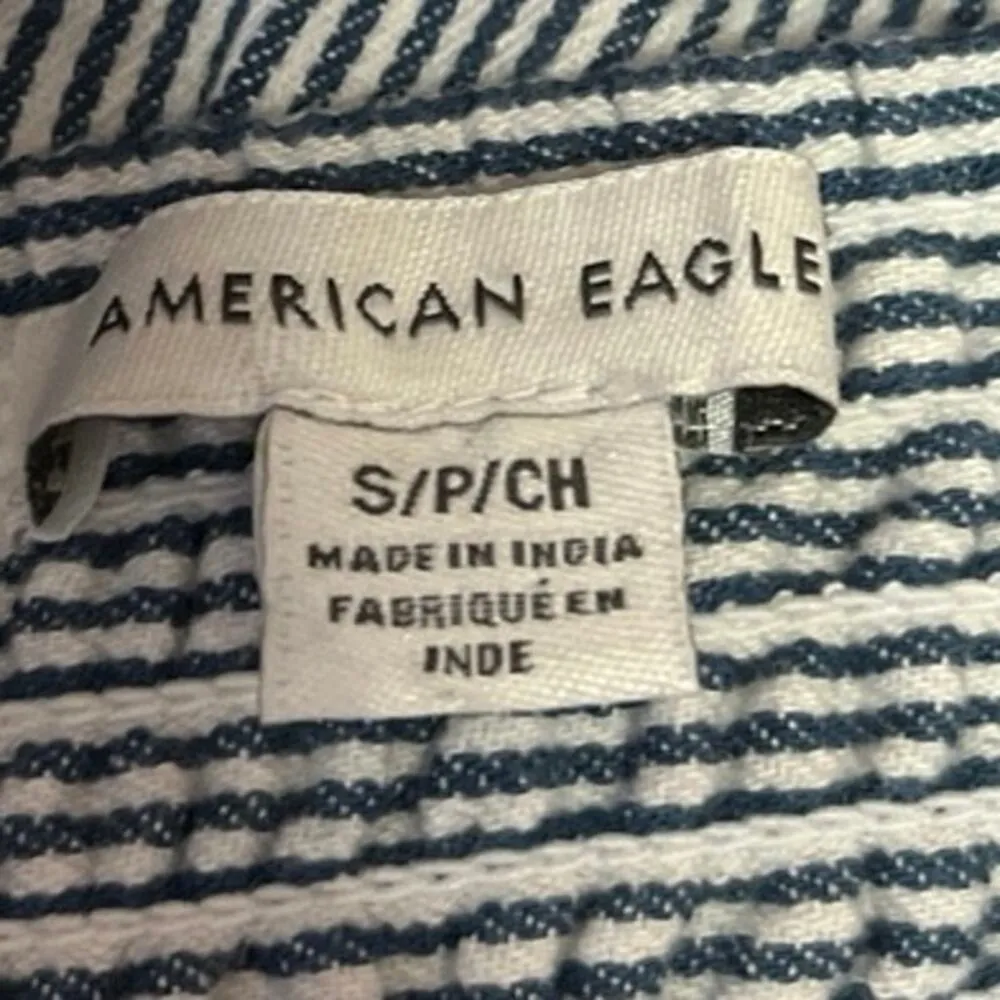 AMERICAN EAGLE
S/P/CH
MADE IN INDIA
FABRIQUÉ EN
INDE